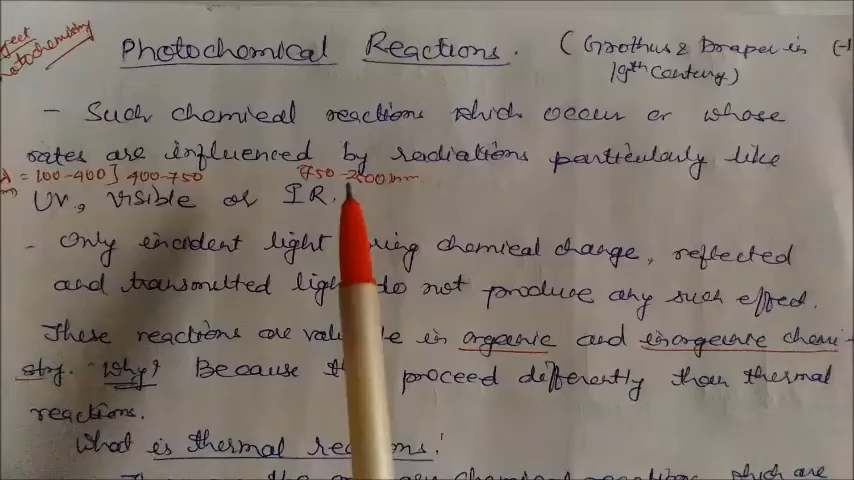 Photochemical Reactions. (Grothus & Draper in
19th Century)
- Such chemical reactions which occur or whose
rates are influenced by radiations particularly like
λ = 100-400] 400-750 750-2500 nm
UV, visible or IR.
- Only incident light bring chemical change, reflected
and transmitted light do not produce any such effect.
These reactions are in organic and inorganic chemi-
stry. Why? Because proceed differently than thermal
reactions.
What is thermal reactions!